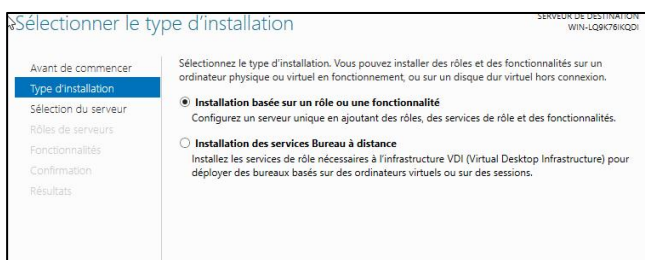 Sélectionner le type d'installation
SERVEUR DE DESTINATION
WIN-LQ9K76IKQDI
Avant de commencer
Type d'installation
Sélection du serveur
Rôles de serveurs
Fonctionnalités
Confirmation
Résultats
Sélectionnez le type d'installation. Vous pouvez installer des rôles et des fonctionnalités sur un
ordinateur physique ou virtuel en fonctionnement, ou sur un disque dur virtuel hors connexion.
Installation basée sur un rôle ou une fonctionnalité
Configurez un serveur unique en ajoutant des rôles, des services de rôle et des fonctionnalités.
Installation des services Bureau à distance
Installez les services de rôle nécessaires à l'infrastructure VDI (Virtual Desktop Infrastructure) pour
déployer des bureaux basés sur des ordinateurs virtuels ou sur des sessions.